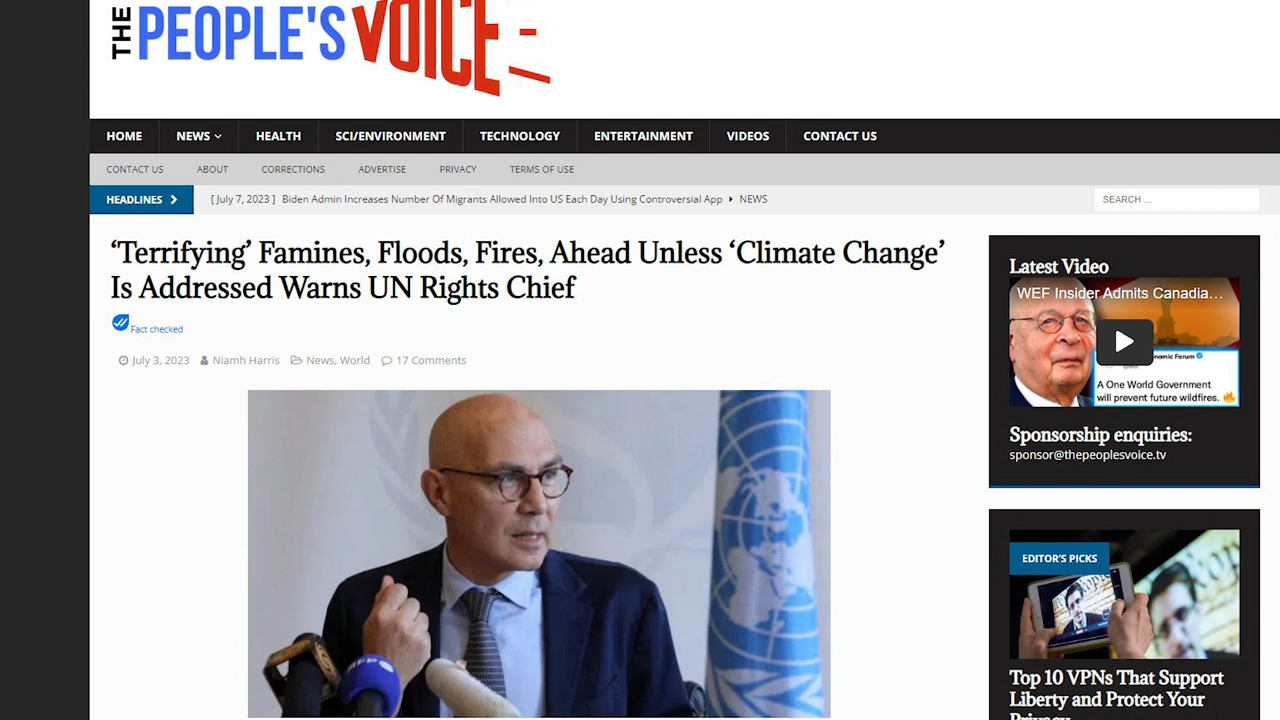 THE PEOPLE'S VOICE
HOME NEWS HEALTH SCI/ENVIRONMENT TECHNOLOGY ENTERTAINMENT VIDEOS CONTACT US
CONTACT US ABOUT CORRECTIONS ADVERTISE PRIVACY TERMS OF USE
HEADLINES [ July 7, 2023 ] Biden Admin Increases Number Of Migrants Allowed Into US Each Day Using Controversial App NEWS
SEARCH ...
‘Terrifying’ Famines, Floods, Fires, Ahead Unless ‘Climate Change’
Is Addressed Warns UN Rights Chief
Fact checked
July 3, 2023 Niamh Harris News, World 17 Comments
AFP
Latest Video
WEF Insider Admits Canadia...
onomic Forum
A One World Government
will prevent future wildfires.
Sponsorship enquiries:
sponsor@thepeoplesvoice.tv
EDITOR'S PICKS
Top 10 VPNs That Support
Liberty and Protect Your
Privacy